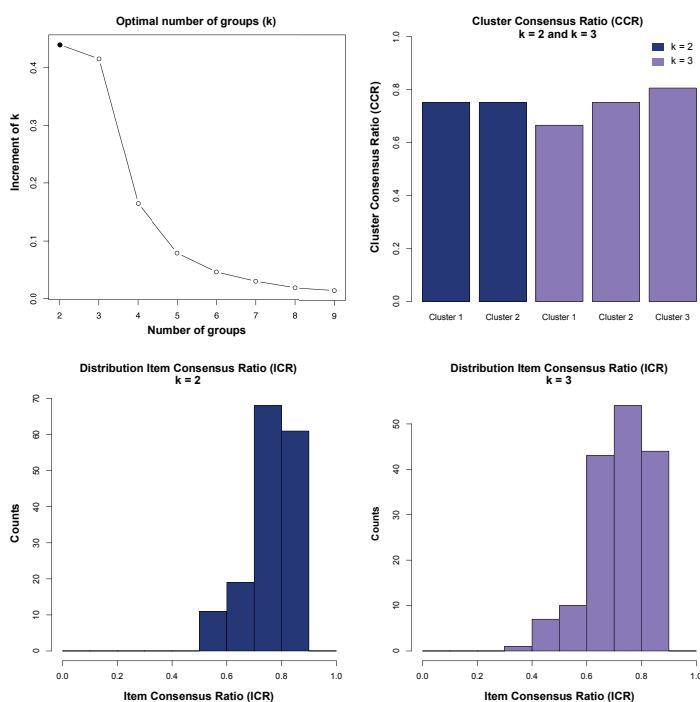 Optimal number of groups (k)
Increment of k
0.0
0.1
0.2
0.3
0.4
2 3 4 5 6 7 8 9
Number of groups
Cluster Consensus Ratio (CCR)
k = 2 and k = 3
k = 2
k = 3
Cluster Consensus Ratio (CCR)
0.0
0.2
0.4
0.6
0.8
1.0
Cluster 1 Cluster 2 Cluster 1 Cluster 2 Cluster 3
Distribution Item Consensus Ratio (ICR)
k = 2
Counts
0
10
20
30
40
50
60
70
0.0 0.2 0.4 0.6 0.8 1.0
Item Consensus Ratio (ICR)
Distribution Item Consensus Ratio (ICR)
k = 3
Counts
0
10
20
30
40
50
0.0 0.2 0.4 0.6 0.8 1.0
Item Consensus Ratio (ICR)